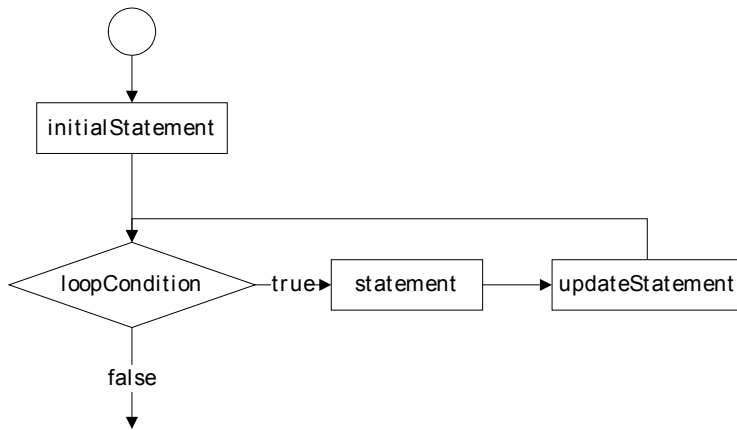 initialStatement
loopCondition
true
statement
updateStatement
false